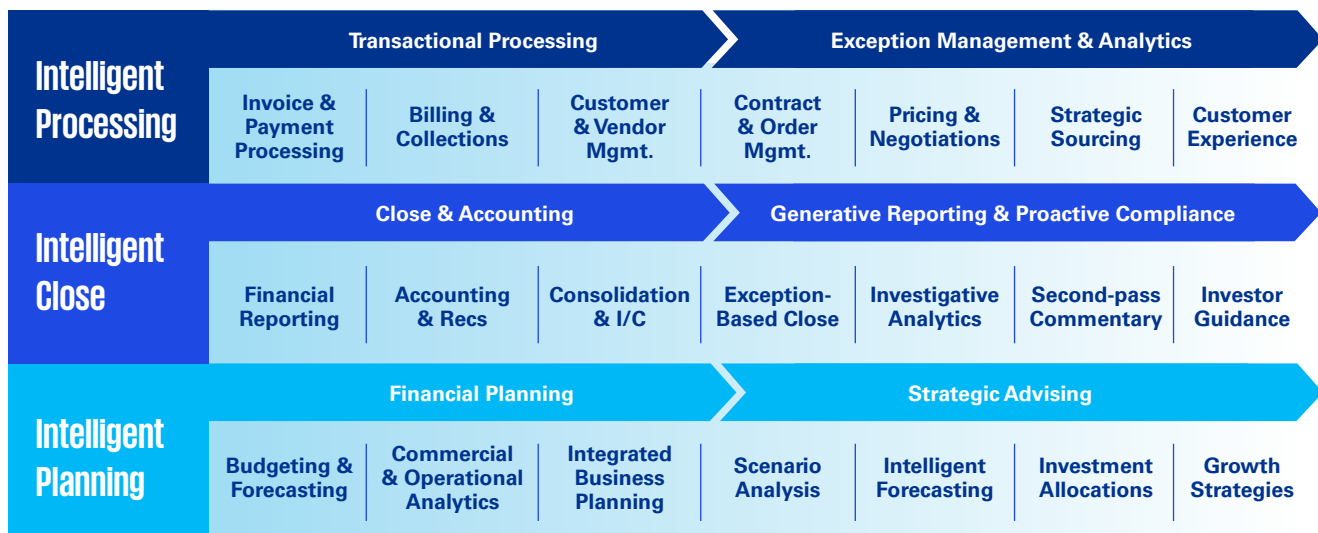 Intelligent
Processing
Transactional Processing
Exception Management & Analytics
Invoice &
Payment
Processing
Billing &
Collections
Customer
& Vendor
Mgmt.
Contract
& Order
Mgmt.
Pricing &
Negotiations
Strategic
Sourcing
Customer
Experience
Intelligent
Close
Close & Accounting
Generative Reporting & Proactive Compliance
Financial
Reporting
Accounting
& Recs
Consolidation
& I/C
Exception-
Based Close
Investigative
Analytics
Second-pass
Commentary
Investor
Guidance
Intelligent
Planning
Financial Planning
Strategic Advising
Budgeting &
Forecasting
Commercial
& Operational
Analytics
Integrated
Business
Planning
Scenario
Analysis
Intelligent
Forecasting
Investment
Allocations
Growth
Strategies